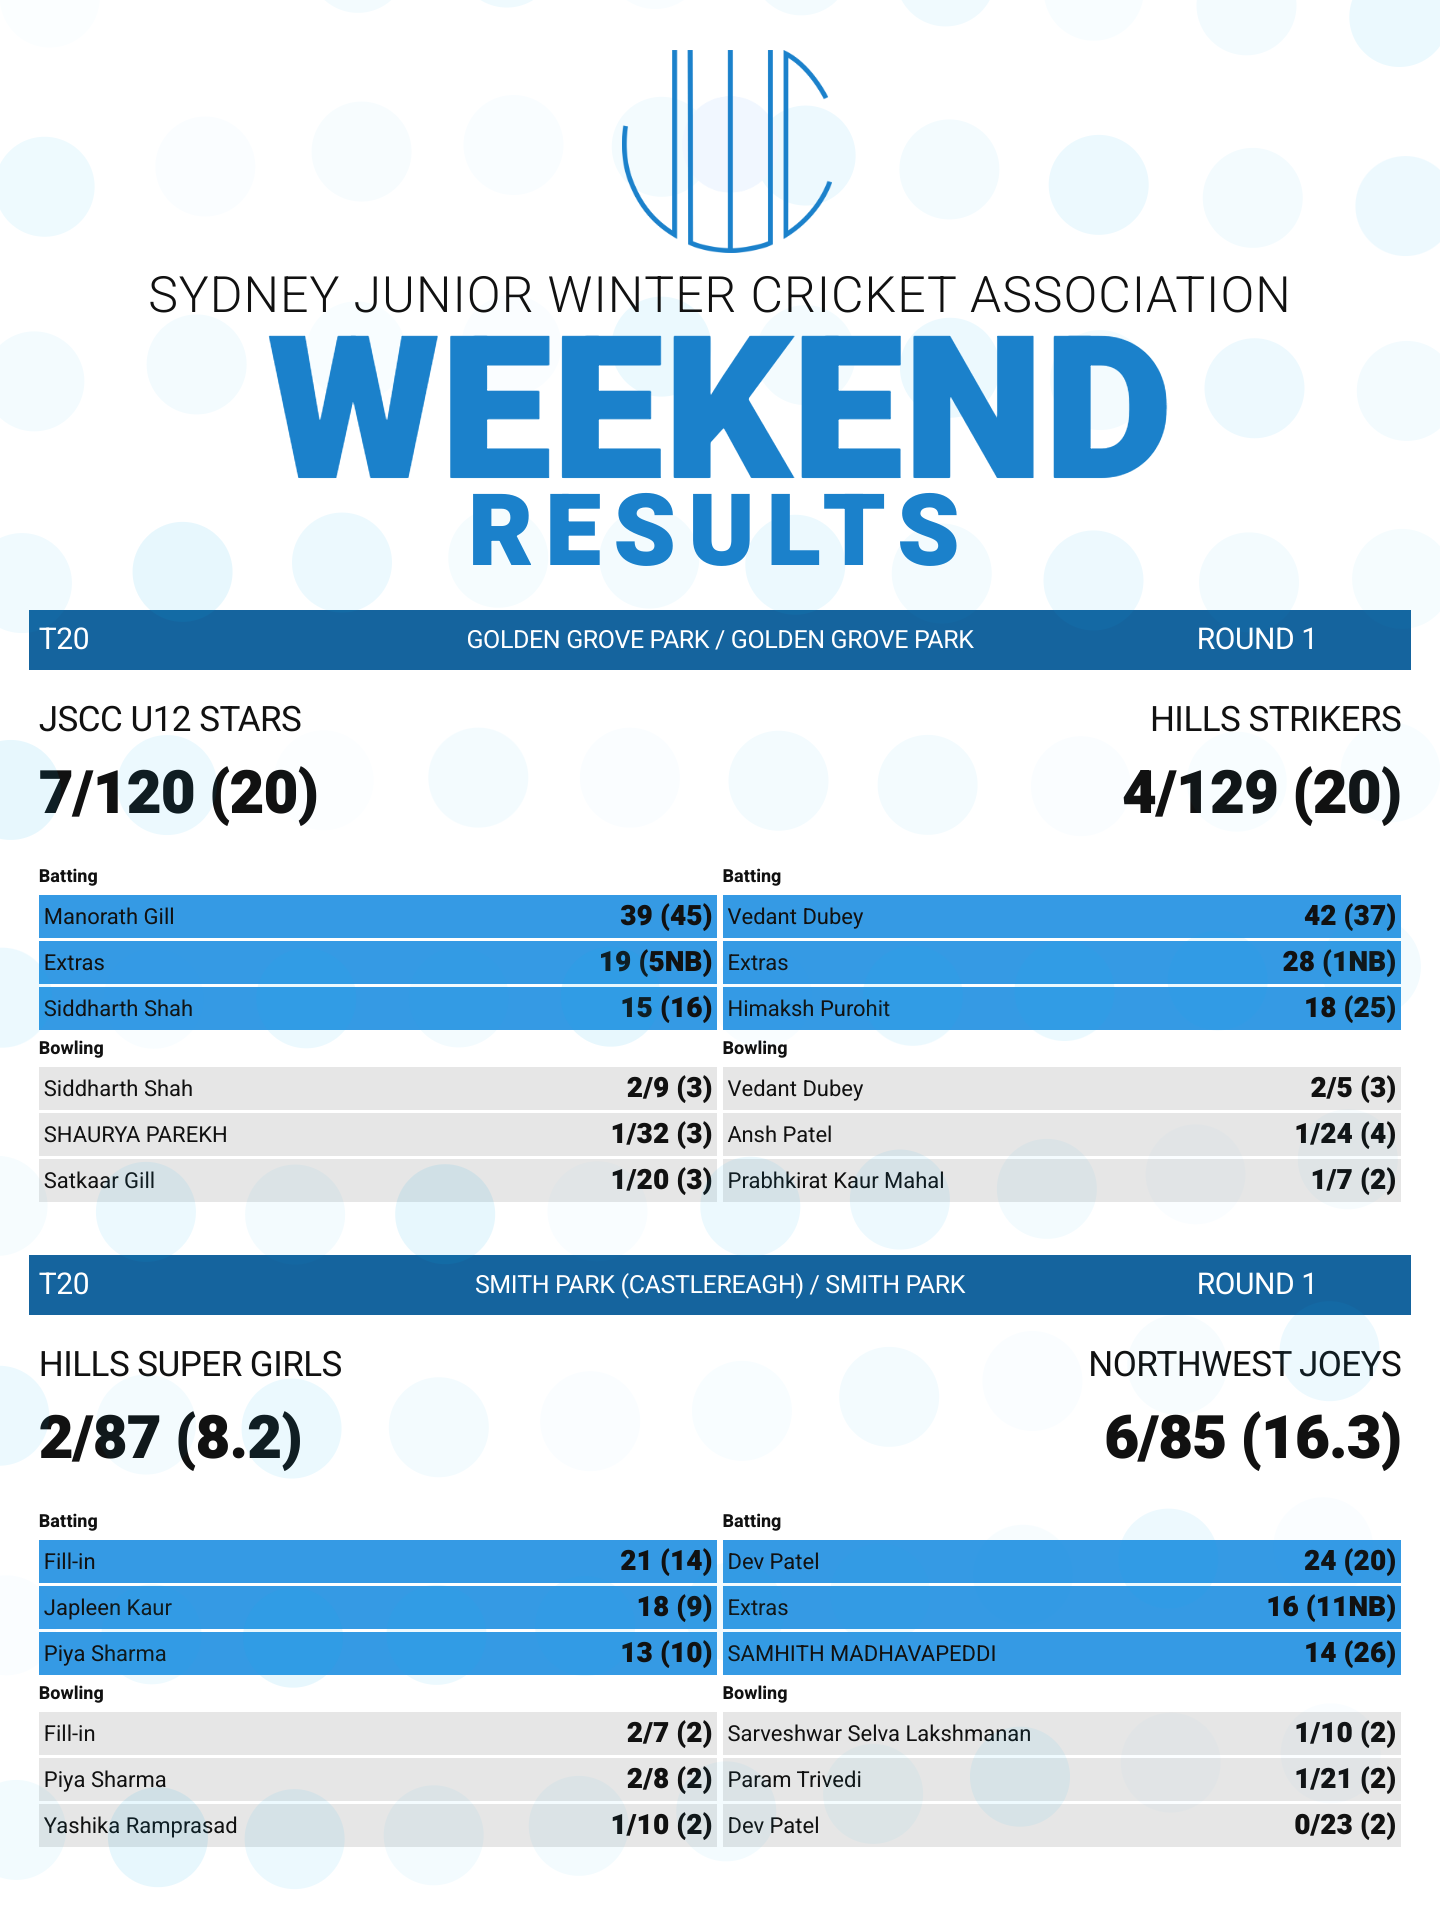 JWC
SYDNEY JUNIOR WINTER CRICKET ASSOCIATION
WEEKEND
RESULTS
T20 GOLDEN GROVE PARK / GOLDEN GROVE PARK ROUND 1
JSCC U12 STARS HILLS STRIKERS
7/120 (20) 4/129 (20)
Batting Batting
Manorath Gill 39 (45) Vedant Dubey 42 (37)
Extras 19 (5NB) Extras 28 (1NB)
Siddharth Shah 15 (16) Himaksh Purohit 18 (25)
Bowling Bowling
Siddharth Shah 2/9 (3) Vedant Dubey 2/5 (3)
SHAURYA PAREKH 1/32 (3) Ansh Patel 1/24 (4)
Satkaar Gill 1/20 (3) Prabhkirat Kaur Mahal 1/7 (2)
T20 SMITH PARK (CASTLEREAGH) / SMITH PARK ROUND 1
HILLS SUPER GIRLS NORTHWEST JOEYS
2/87 (8.2) 6/85 (16.3)
Batting Batting
Fill-in 21 (14) Dev Patel 24 (20)
Japleen Kaur 18 (9) Extras 16 (11NB)
Piya Sharma 13 (10) SAMHITH MADHAVAPEDDI 14 (26)
Bowling Bowling
Fill-in 2/7 (2) Sarveshwar Selva Lakshmanan 1/10 (2)
Piya Sharma 2/8 (2) Param Trivedi 1/21 (2)
Yashika Ramprasad 1/10 (2) Dev Patel 0/23 (2)